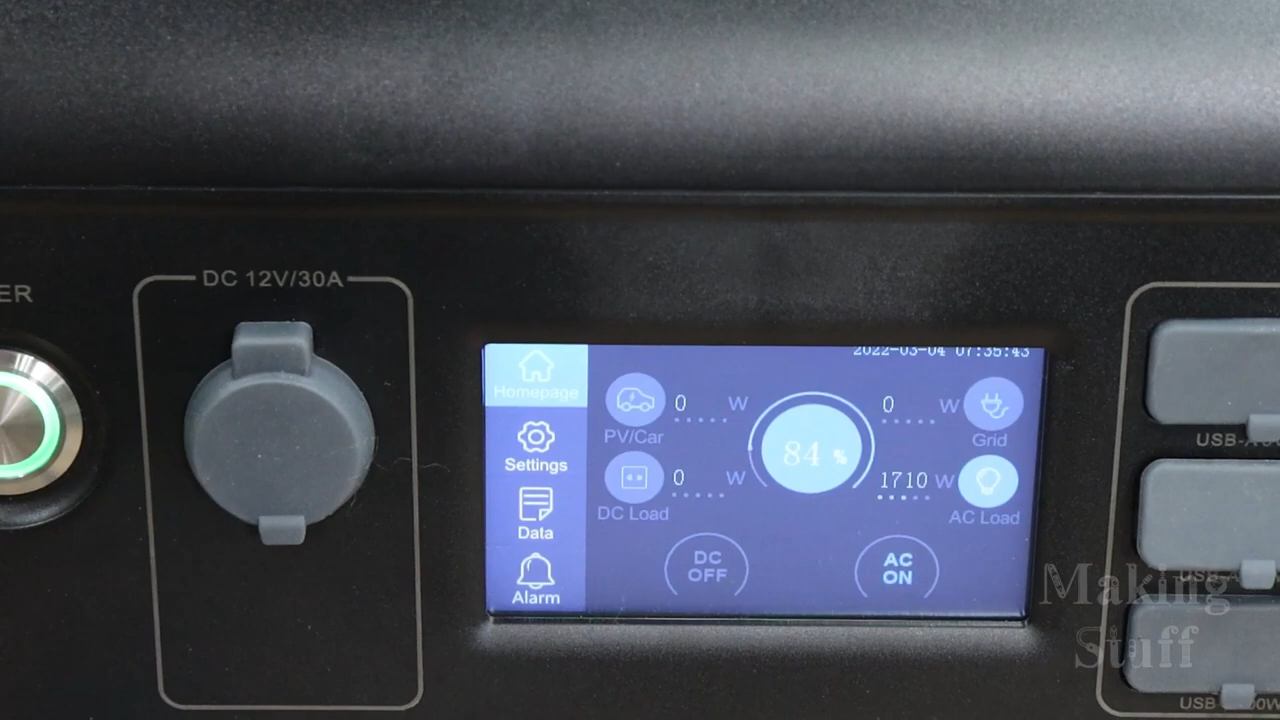 DC 12V/30A
ER
2022-03-04 07:35:43
Homepage
0 W
0 W
PV/Car
84 %
Grid
Settings
0 W
1710 W
DC Load
AC Load
Data
DC
OFF
AC
ON
Alarm
Making
Stuff